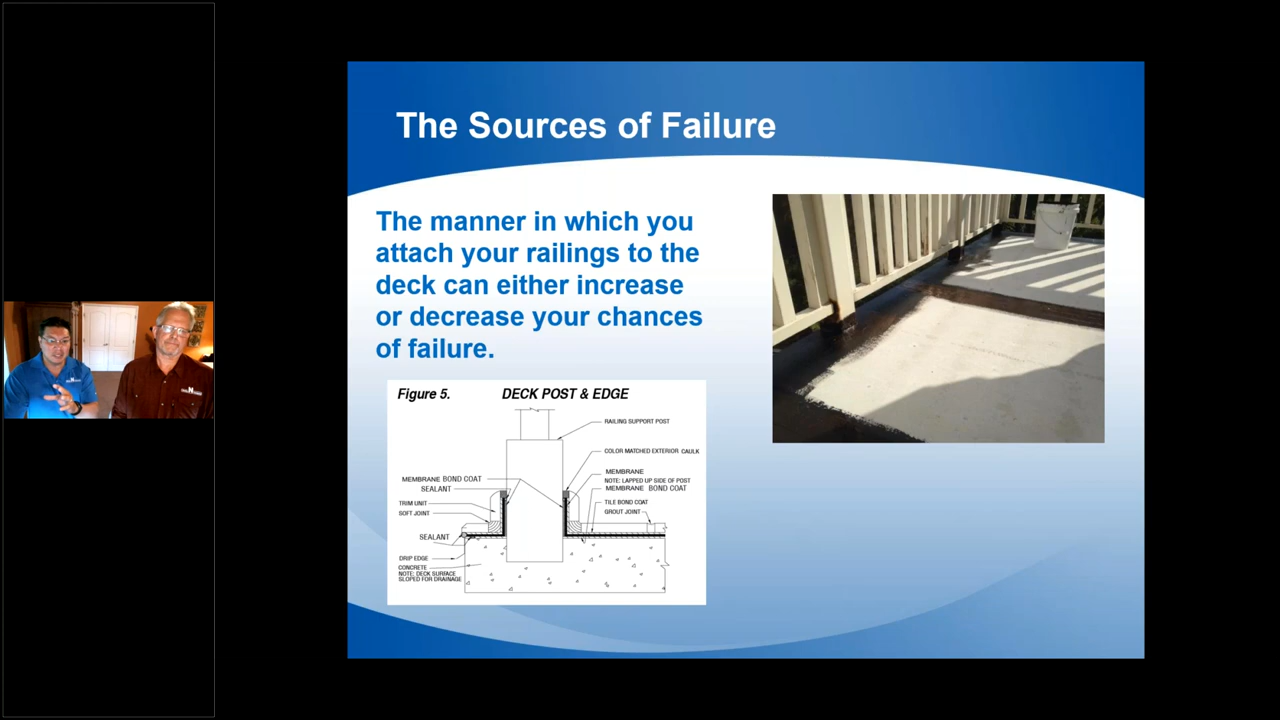 The Sources of Failure
The manner in which you
attach your railings to the
deck can either increase
or decrease your chances
of failure.
Figure 5. DECK POST & EDGE
RAILING SUPPORT POST
COLOR MATCHED EXTERIOR CAULK
MEMBRANE
NOTE: LAPPED UP SIDE OF POST
MEMBRANE BOND COAT
TILE BOND COAT
GROUT JOINT
MEMBRANE BOND COAT
SEALANT
TRIM UNIT
SOFT JOINT
SEALANT
DRIP EDGE
CONCRETE
NOTE: DECK SURFACE
SLOPED FOR DRAINAGE